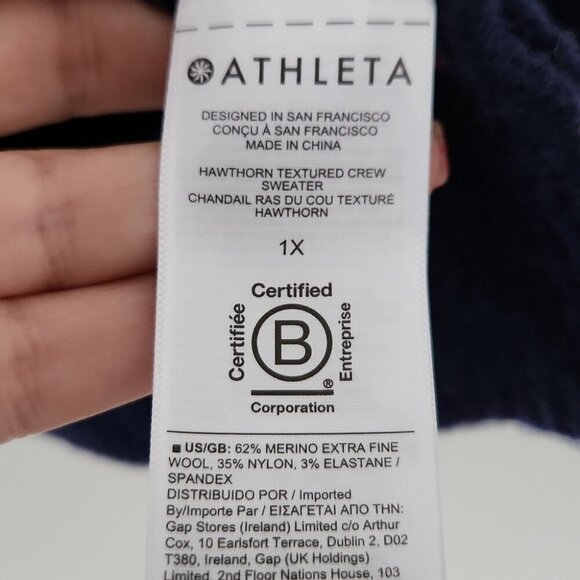 ATHLETA
DESIGNED IN SAN FRANCISCO
CONÇU À SAN FRANCISCO
MADE IN CHINA
HAWTHORN TEXTURED CREW
SWEATER
CHANDAIL RAS DU COU TEXTURÉ
HAWTHORN
1X
Certified
Certifiée
B
Entreprise
®
Corporation
■ US/GB: 62% MERINO EXTRA FINE
WOOL, 35% NYLON, 3% ELASTANE /
SPANDEX
DISTRIBUIDO POR / Imported
By/Importe Par / ΕΙΣΑΓΕΤΑΙ ΑΠΟ ΤΗΝ:
Gap Stores (Ireland) Limited c/o Arthur
Cox, 10 Earlsfort Terrace, Dublin 2, D02
T380, Ireland, Gap (UK Holdings)
Limited, 2nd Floor Nations House, 103